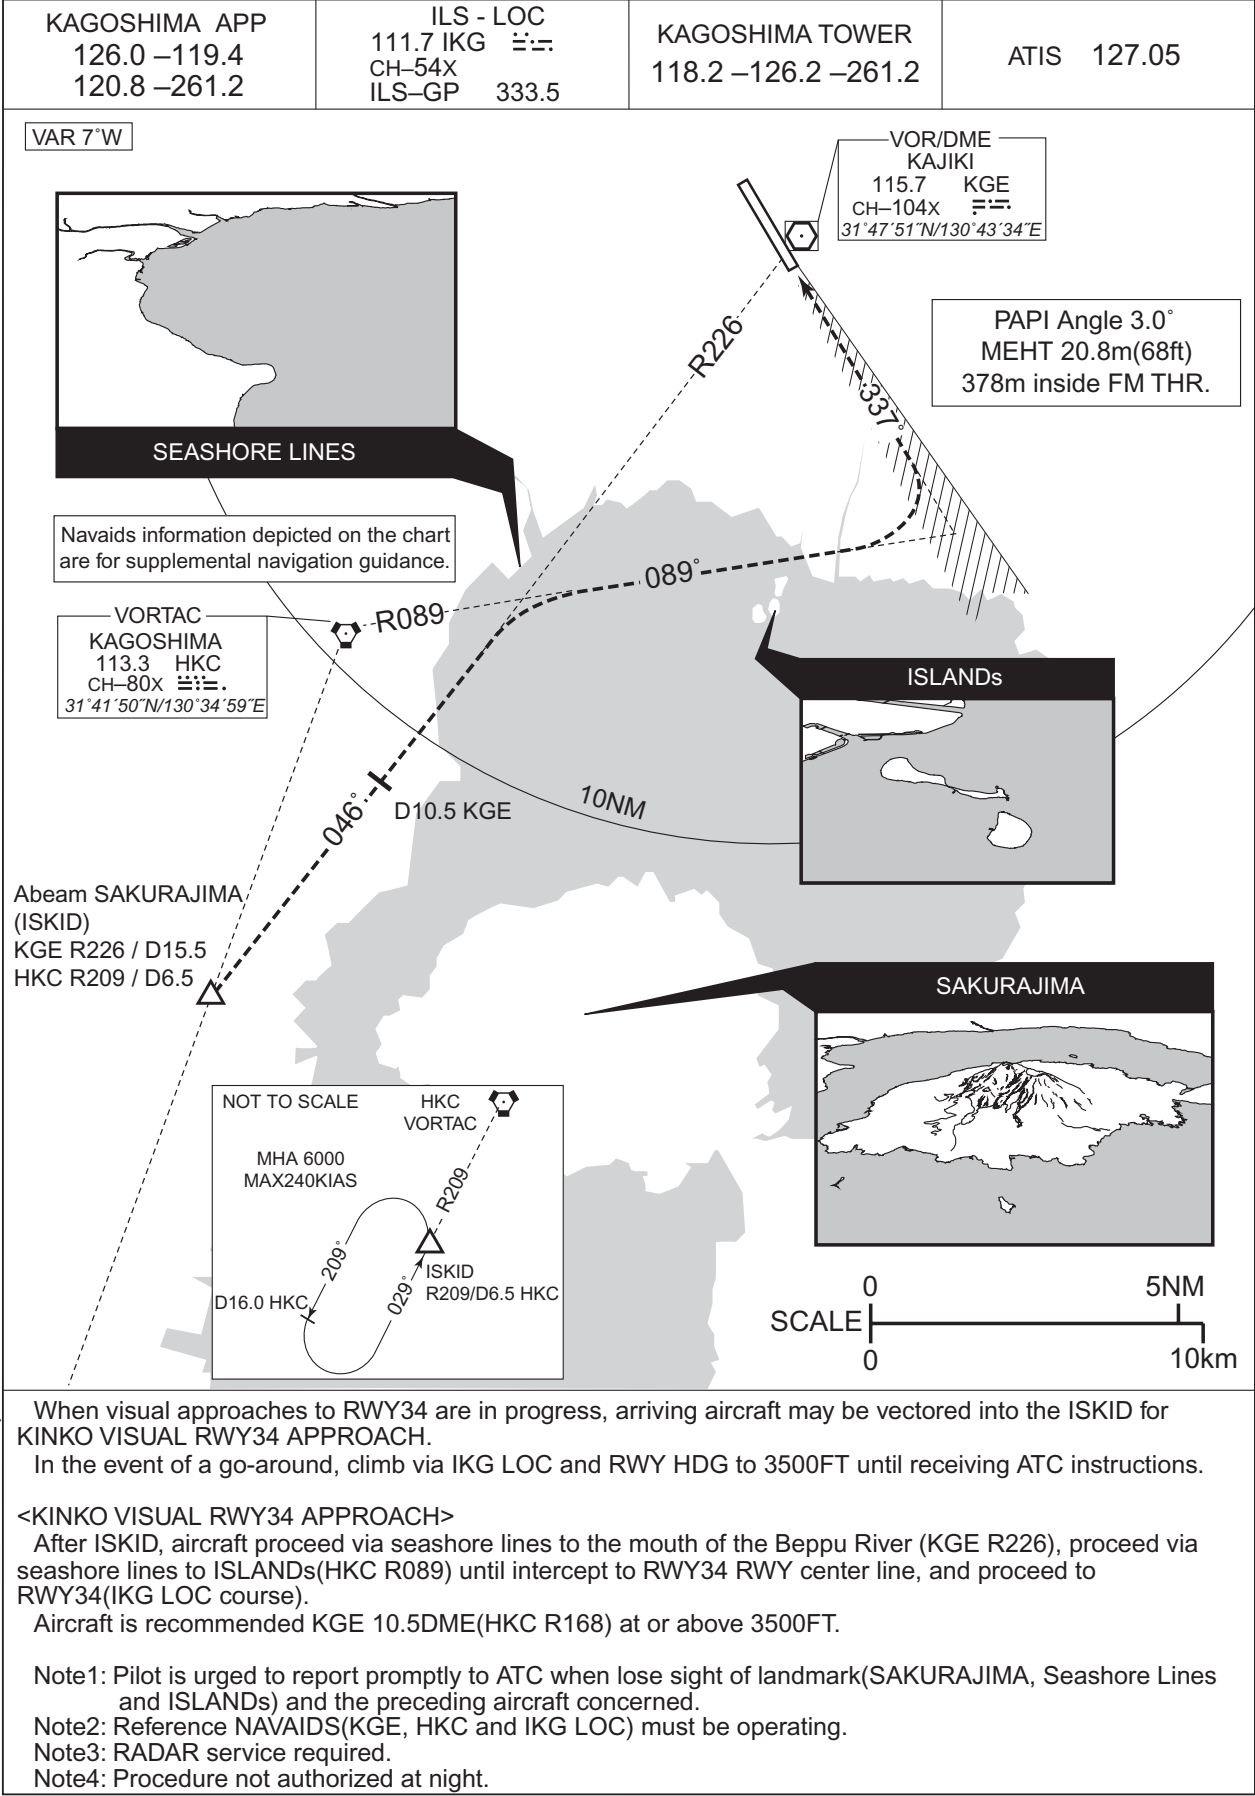 KAGOSHIMA APP
126.0 –119.4
120.8 –261.2
ILS - LOC
111.7 IKG
CH–54X
ILS–GP 333.5
KAGOSHIMA TOWER
118.2 –126.2 –261.2
ATIS 127.05
VAR 7˚W
VOR/DME
KAJIKI
115.7 KGE
CH–104X
31˚47´51˝N/130˚43´34˝E
PAPI Angle 3.0˚
MEHT 20.8m(68ft)
378m inside FM THR.
R226
337˚
SEASHORE LINES
Navaids information depicted on the chart
are for supplemental navigation guidance.
089˚
R089
VORTAC
KAGOSHIMA
113.3 HKC
CH–80X
31˚41´50˝N/130˚34´59˝E
ISLANDs
10NM
D10.5 KGE
046˚
Abeam SAKURAJIMA
(ISKID)
KGE R226 / D15.5
HKC R209 / D6.5
SAKURAJIMA
NOT TO SCALE
HKC
VORTAC
MHA 6000
MAX240KIAS
R209
209˚
029˚
ISKID
R209/D6.5 HKC
D16.0 HKC
0 5NM
SCALE
0 10km
When visual approaches to RWY34 are in progress, arriving aircraft may be vectored into the ISKID for
KINKO VISUAL RWY34 APPROACH.
In the event of a go-around, climb via IKG LOC and RWY HDG to 3500FT until receiving ATC instructions.
<KINKO VISUAL RWY34 APPROACH>
After ISKID, aircraft proceed via seashore lines to the mouth of the Beppu River (KGE R226), proceed via
seashore lines to ISLANDs(HKC R089) until intercept to RWY34 RWY center line, and proceed to
RWY34(IKG LOC course).
Aircraft is recommended KGE 10.5DME(HKC R168) at or above 3500FT.
Note1: Pilot is urged to report promptly to ATC when lose sight of landmark(SAKURAJIMA, Seashore Lines
and ISLANDs) and the preceding aircraft concerned.
Note2: Reference NAVAIDS(KGE, HKC and IKG LOC) must be operating.
Note3: RADAR service required.
Note4: Procedure not authorized at night.